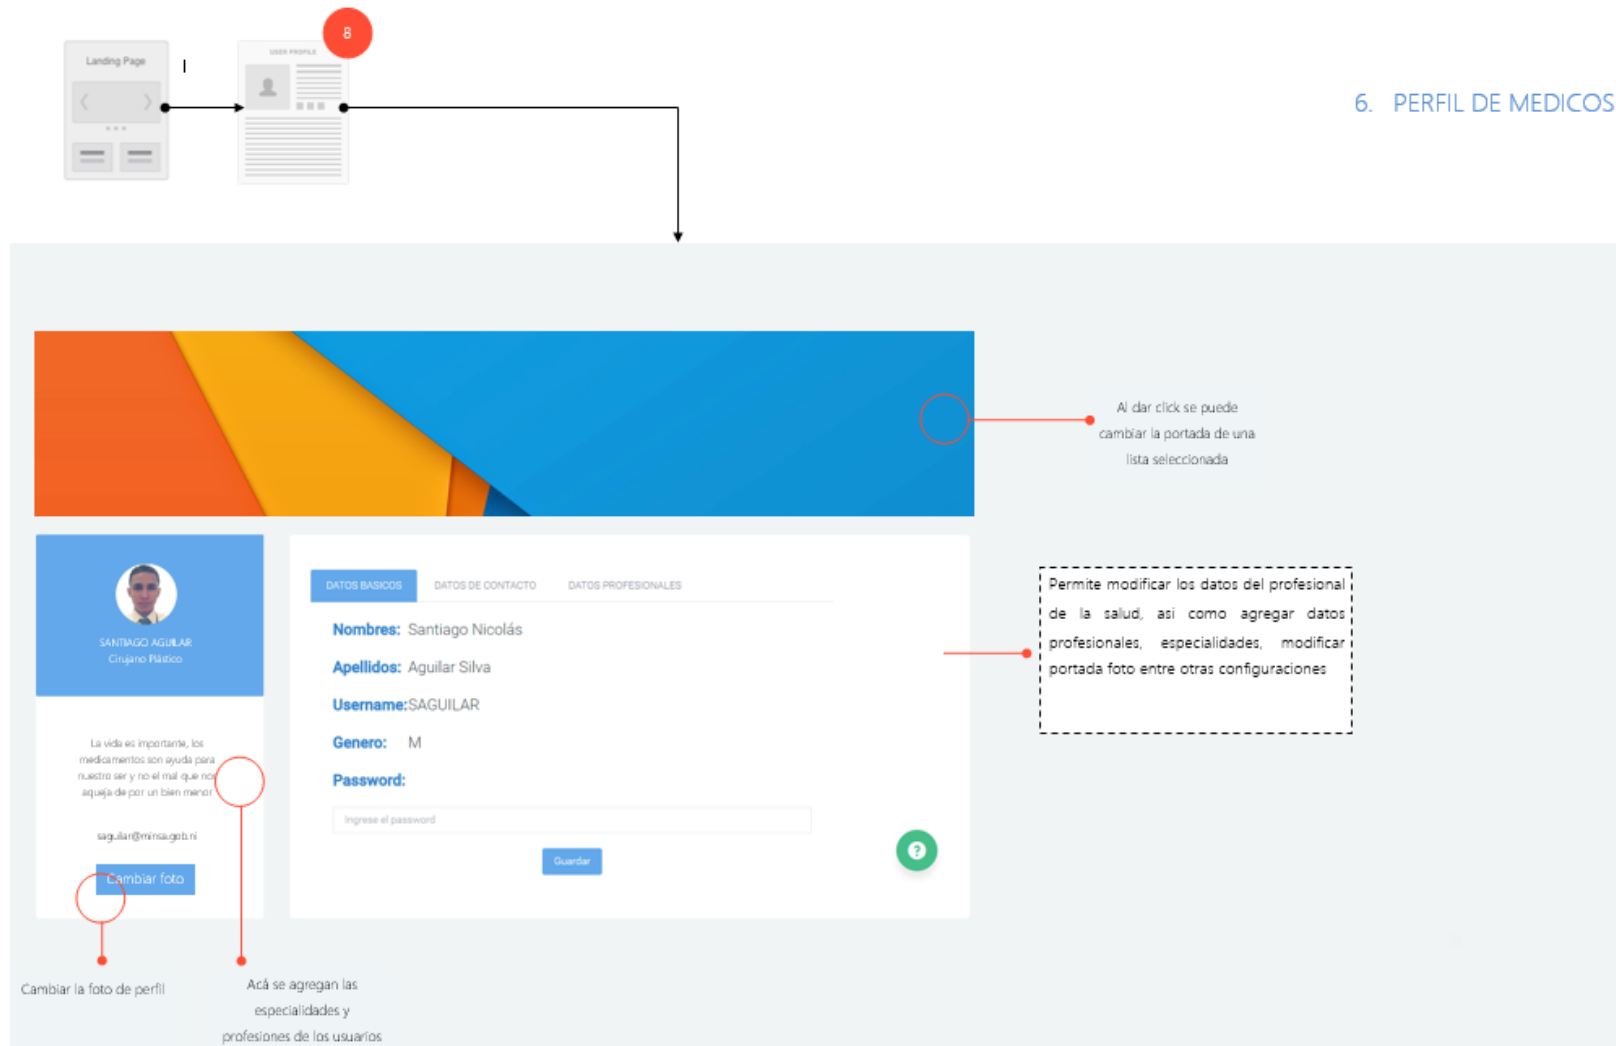 8
Landing Page
USER PROFILE
6. PERFIL DE MEDICOS
Al dar click se puede
cambiar la portada de una
lista seleccionada
SANTIAGO AGUILAR
Cirujano Plástico
La vida es importante, los
medicamentos son ayuda para
nuestro ser y no el mal que nos
aqueja de por un bien menor
saguilar@minsa.gob.ni
Cambiar foto
DATOS BASICOS DATOS DE CONTACTO DATOS PROFESIONALES
Nombres: Santiago Nicolás
Apellidos: Aguilar Silva
Username:SAGUILAR
Genero: M
Password:
Ingrese el password
Guardar
?
Permite modificar los datos del profesional
de la salud, asi como agregar datos
profesionales, especialidades, modificar
portada foto entre otras configuraciones
Cambiar la foto de perfil
Acá se agregan las
especialidades y
profesiones de los usuarios